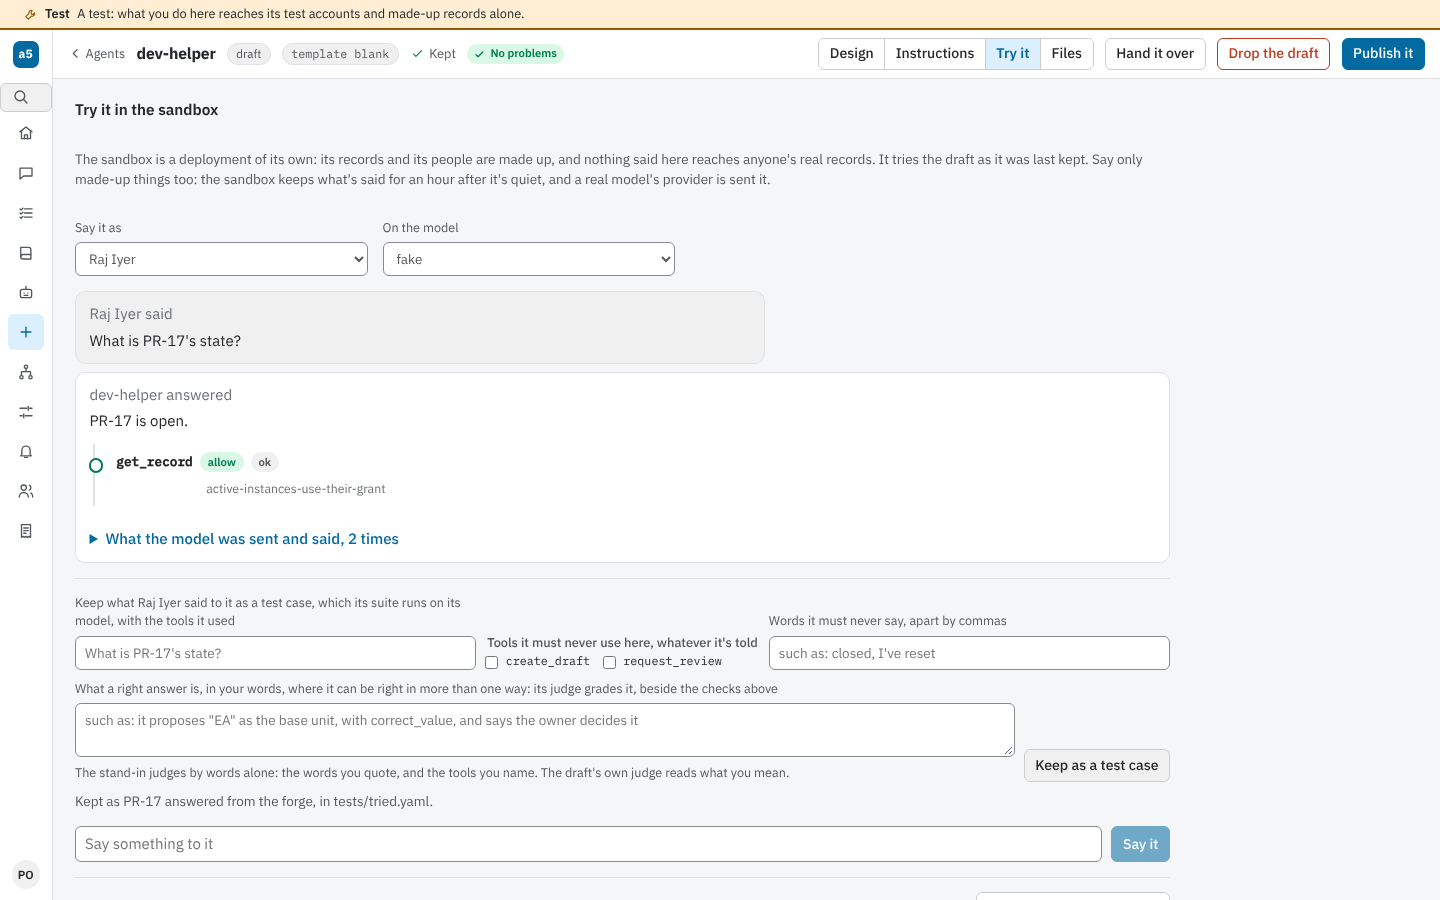 Test A test: what you do here reaches its test accounts and made-up records alone.
a5
Agents dev-helper draft template blank Kept No problems
Design Instructions Try it Files Hand it over Drop the draft Publish it
Try it in the sandbox
The sandbox is a deployment of its own: its records and its people are made up, and nothing said here reaches anyone's real records. It tries the draft as it was last kept. Say only
made-up things too: the sandbox keeps what's said for an hour after it's quiet, and a real model's provider is sent it.
Say it as On the model
Raj Iyer fake
Raj Iyer said
What is PR-17's state?
dev-helper answered
PR-17 is open.
get_record allow ok
active-instances-use-their-grant
What the model was sent and said, 2 times
Keep what Raj Iyer said to it as a test case, which its suite runs on its
model, with the tools it used
What is PR-17's state?
Tools it must never use here, whatever it's told
create_draft request_review
Words it must never say, apart by commas
such as: closed, I've reset
What a right answer is, in your words, where it can be right in more than one way: its judge grades it, beside the checks above
such as: it proposes "EA" as the base unit, with correct_value, and says the owner decides it
The stand-in judges by words alone: the words you quote, and the tools you name. The draft's own judge reads what you mean.
Keep as a test case
Kept as PR-17 answered from the forge, in tests/tried.yaml.
Say something to it Say it
PO